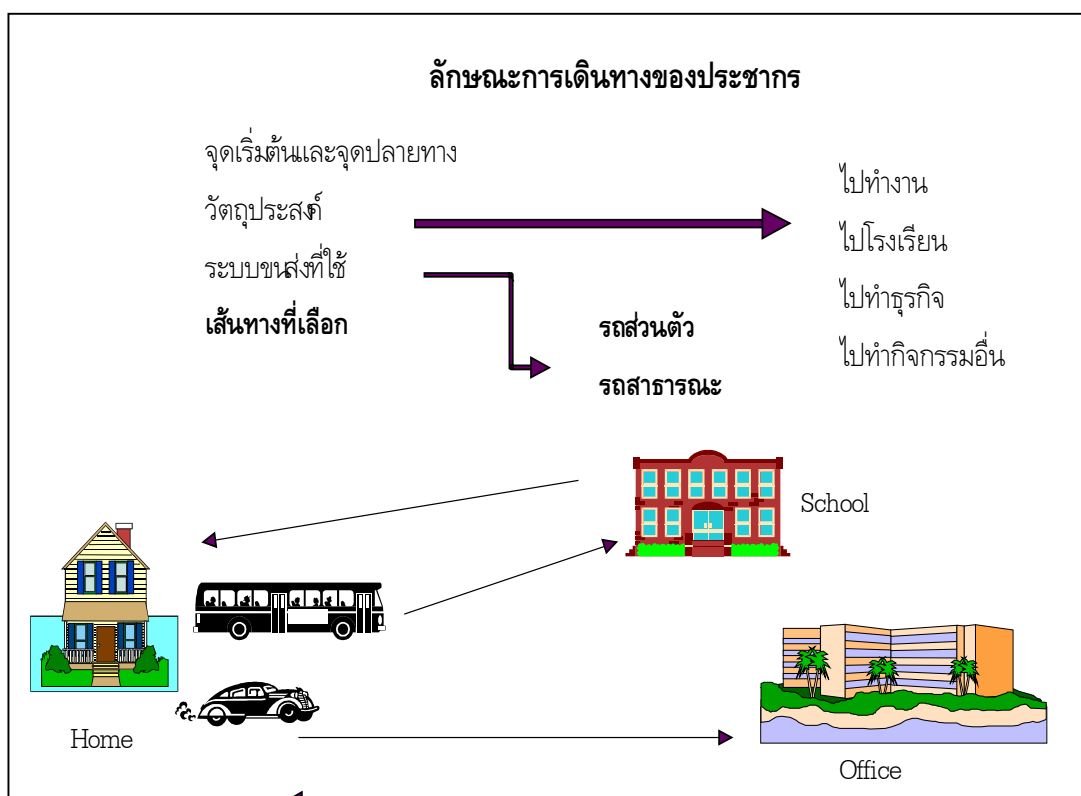 ลักษณะการเดินทางของประชากร
จุดเริ่มต้นและจุดปลายทาง
วัตถุประสงค์
ระบบขนส่งที่ใช้
เส้นทางที่เลือก
ไปทำงาน
ไปโรงเรียน
ไปทำธุรกิจ
ไปทำกิจกรรมอื่น
รถส่วนตัว
รถสาธารณะ
School
Home
Office